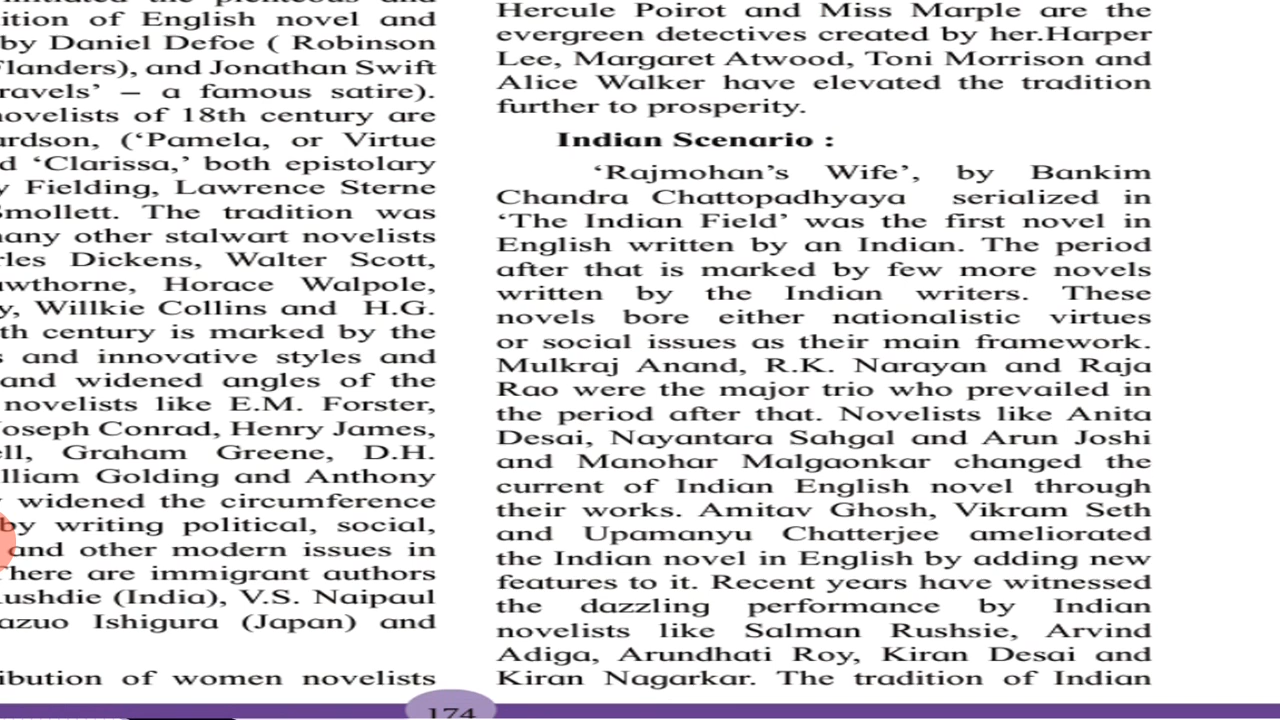 ition of English novel and
by Daniel Defoe ( Robinson
Flanders), and Jonathan Swift
ravels' – a famous satire).
novelists of 18th century are
ardson, ('Pamela, or Virtue
d 'Clarissa,' both epistolary
y Fielding, Lawrence Sterne
Smollett. The tradition was
many other stalwart novelists
rles Dickens, Walter Scott,
awthorne, Horace Walpole,
y, Willkie Collins and H.G.
th century is marked by the
s and innovative styles and
and widened angles of the
novelists like E.M. Forster,
Joseph Conrad, Henry James,
ell, Graham Greene, D.H.
lliam Golding and Anthony
widened the circumference
by writing political, social,
and other modern issues in
There are immigrant authors
Rushdie (India), V.S. Naipaul
azuo Ishigura (Japan) and
ibution of women novelists
Hercule Poirot and Miss Marple are the
evergreen detectives created by her.Harper
Lee, Margaret Atwood, Toni Morrison and
Alice Walker have elevated the tradition
further to prosperity.
Indian Scenario :
'Rajmohan's Wife', by Bankim
Chandra Chattopadhyaya serialized in
'The Indian Field' was the first novel in
English written by an Indian. The period
after that is marked by few more novels
written by the Indian writers. These
novels bore either nationalistic virtues
or social issues as their main framework.
Mulkraj Anand, R.K. Narayan and Raja
Rao were the major trio who prevailed in
the period after that. Novelists like Anita
Desai, Nayantara Sahgal and Arun Joshi
and Manohar Malgaonkar changed the
current of Indian English novel through
their works. Amitav Ghosh, Vikram Seth
and Upamanyu Chatterjee ameliorated
the Indian novel in English by adding new
features to it. Recent years have witnessed
the dazzling performance by Indian
novelists like Salman Rushsie, Arvind
Adiga, Arundhati Roy, Kiran Desai and
Kiran Nagarkar. The tradition of Indian
174